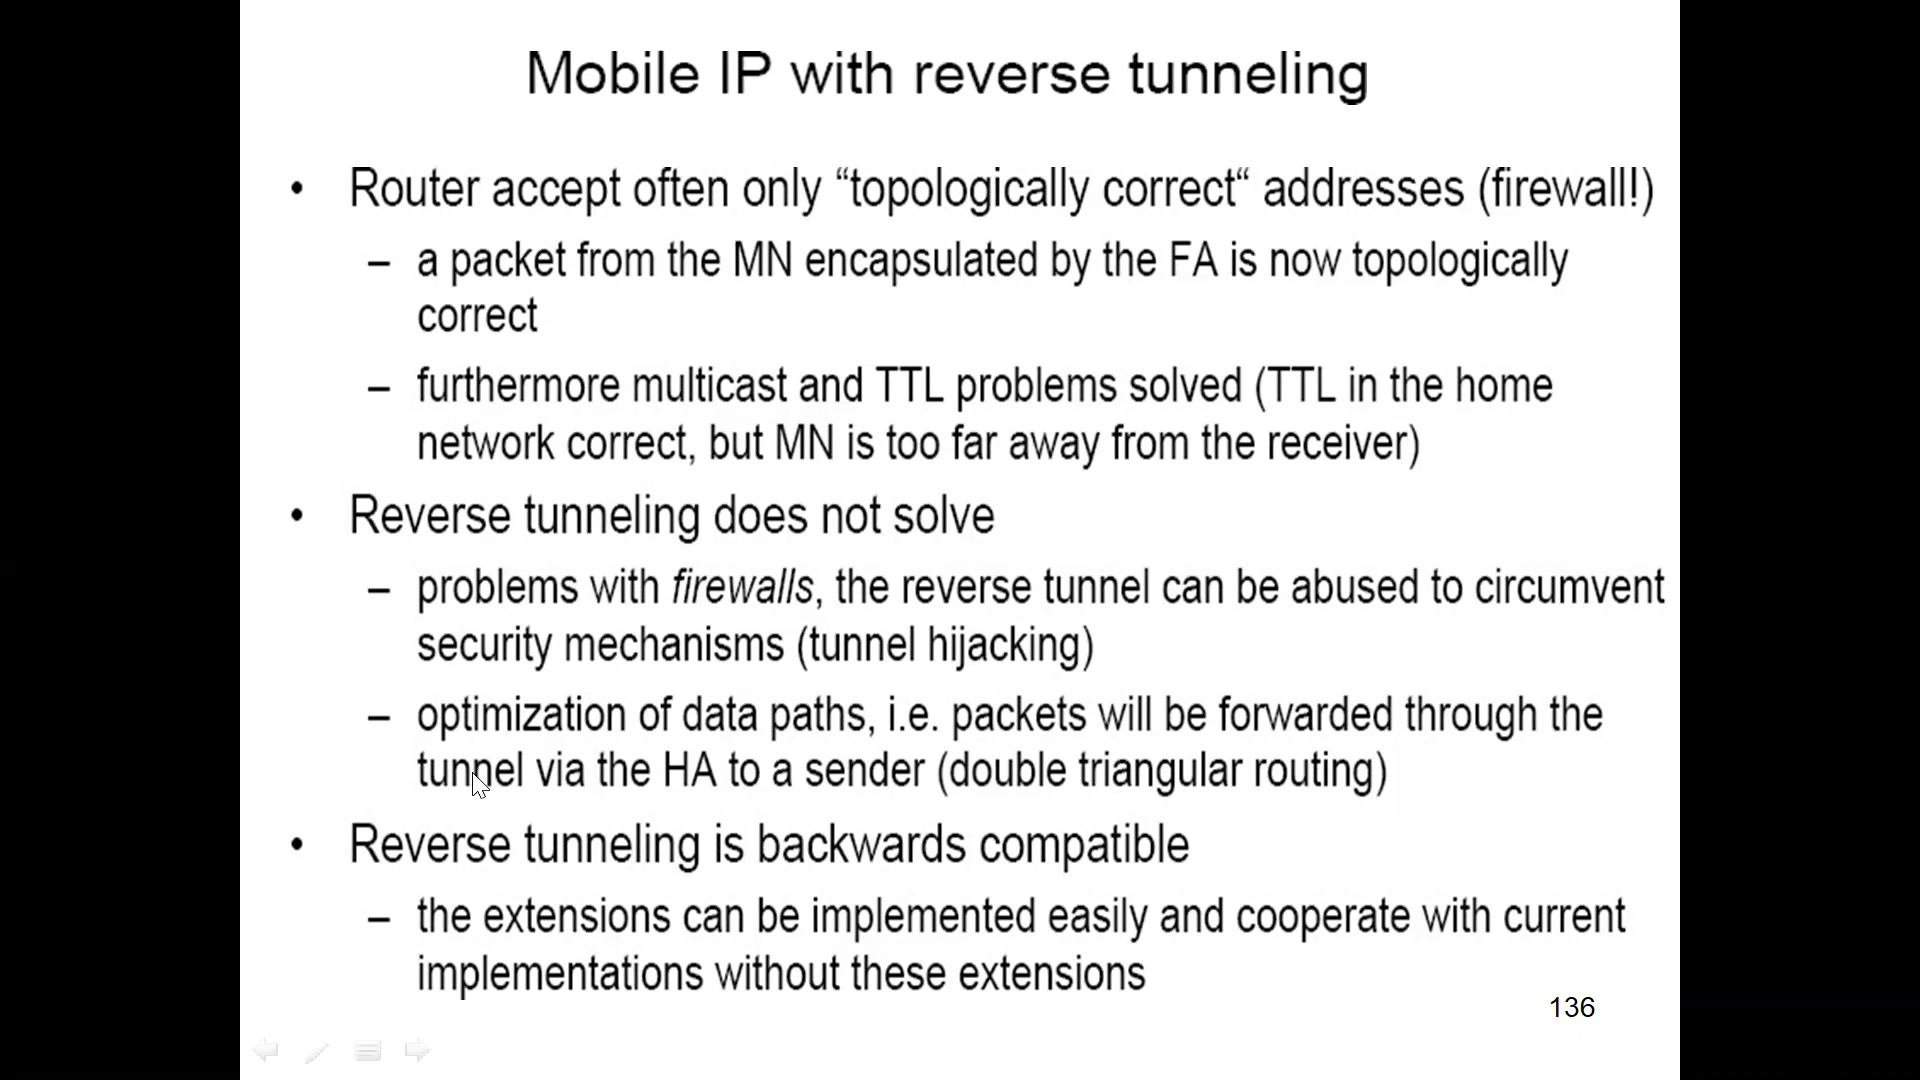 Mobile IP with reverse tunneling
• Router accept often only “topologically correct“ addresses (firewall!)
– a packet from the MN encapsulated by the FA is now topologically
correct
– furthermore multicast and TTL problems solved (TTL in the home
network correct, but MN is too far away from the receiver)
• Reverse tunneling does not solve
– problems with firewalls, the reverse tunnel can be abused to circumvent
security mechanisms (tunnel hijacking)
– optimization of data paths, i.e. packets will be forwarded through the
tunnel via the HA to a sender (double triangular routing)
• Reverse tunneling is backwards compatible
– the extensions can be implemented easily and cooperate with current
implementations without these extensions
136